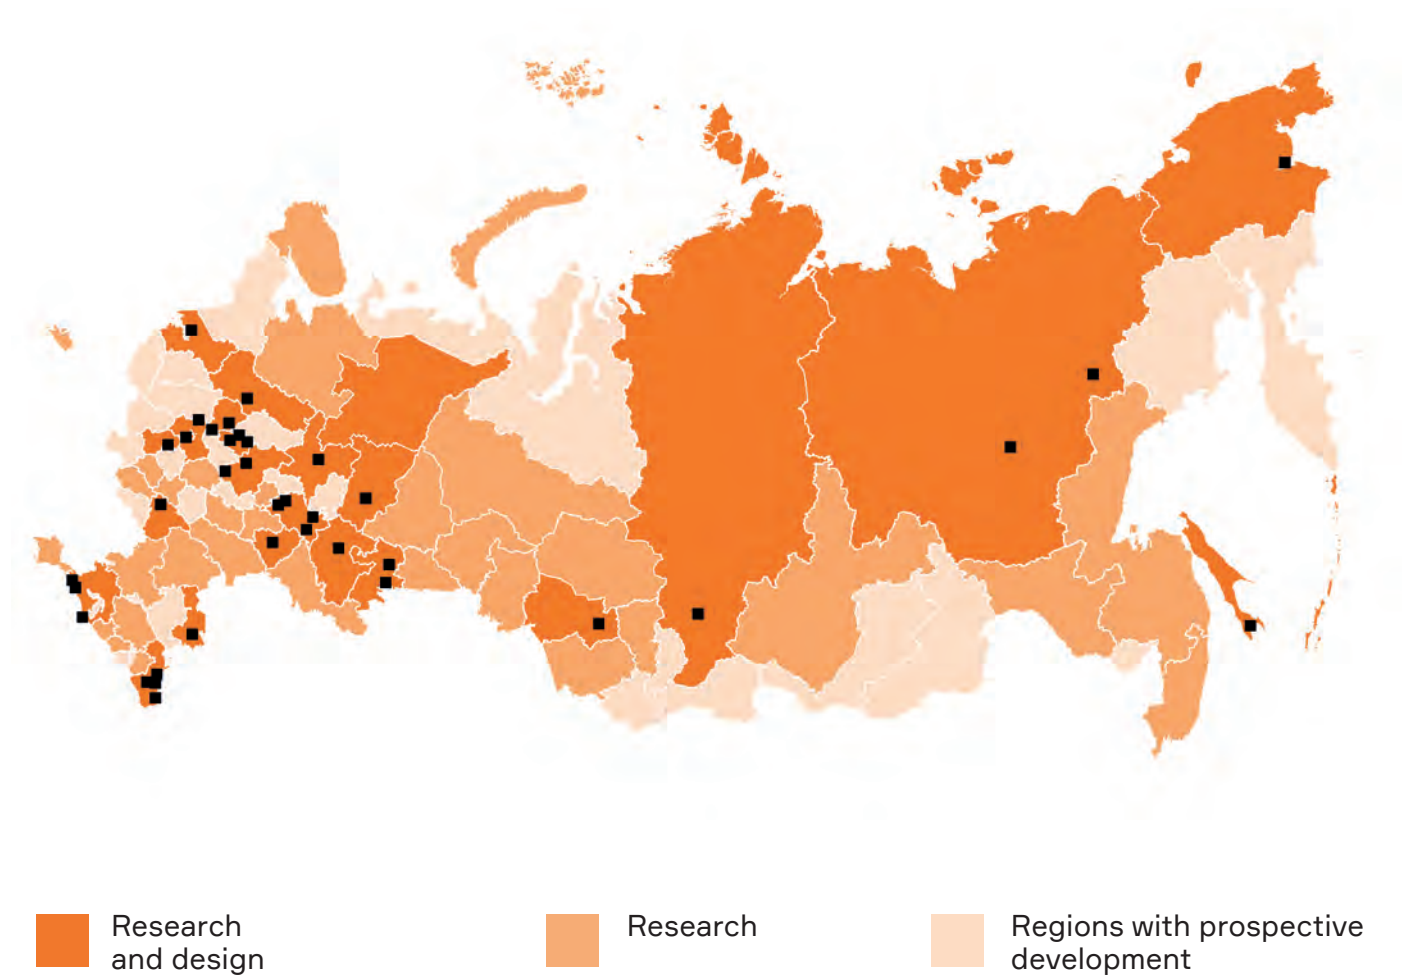 Research
and design
Research
Regions with prospective
development